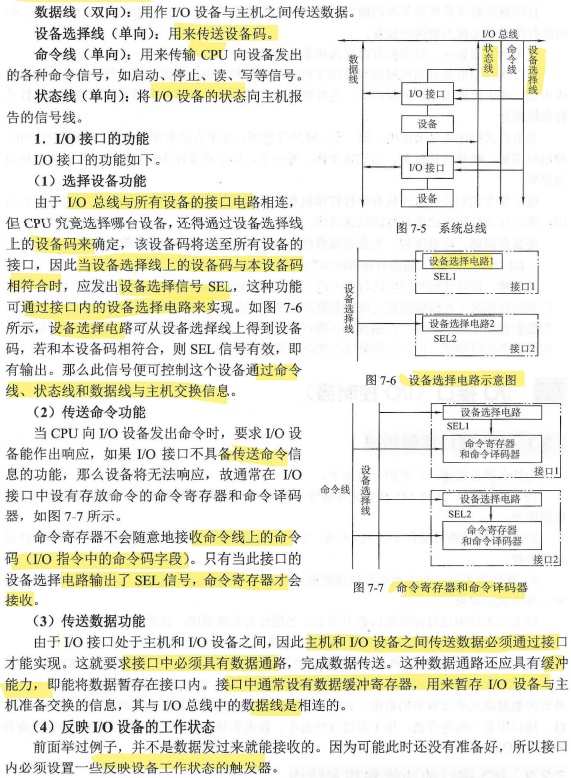 数据线（双向）：用作 I/O 设备与主机之间传送数据。
设备选择线（单向）：用来传送设备码。
命令线（单向）：用来传输 CPU 向设备发出
的各种命令信号，如启动、停止、读、写等信号。
状态线（单向）：将 I/O 设备的状态向主机报
告的信号线。
1．I/O 接口的功能
I/O 接口的功能如下。
（1）选择设备功能
由于 I/O 总线与所有设备的接口电路相连，
但 CPU 究竟选择哪台设备，还得通过设备选择线
上的设备码来确定，该设备码将送至所有设备的
接口，因此当设备选择线上的设备码与本设备码
相符合时，应发出设备选择信号 SEL，这种功能
可通过接口内的设备选择电路来实现。如图 7-6
所示，设备选择电路可从设备选择线上得到设备
码，若和本设备码相符合，则 SEL 信号有效，即
有输出。那么此信号便可控制这个设备通过命令
线、状态线和数据线与主机交换信息。
（2）传送命令功能
当 CPU 向 I/O 设备发出命令时，要求 I/O 设
备能作出响应，如果 I/O 接口不具备传送命令信
息的功能，那么设备将无法响应，故通常在 I/O
接口中设有存放命令的命令寄存器和命令译码
器，如图 7-7 所示。
命令寄存器不会随意地接收命令线上的命令
码（I/O 指令中的命令码字段）。只有当此接口的
设备选择电路输出了 SEL 信号，命令寄存器才会
接收。
I/O 总线
数据线
状态线
命令线
设备选择线
I/O 接口
设备
I/O 接口
设备
图 7-5 系统总线
设备选择线
设备选择电路1
SEL1
接口1
设备选择电路2
SEL2
接口2
图 7-6 设备选择电路示意图
命令线
设备选择线
设备选择电路
SEL1
命令寄存器
和命令译码器
接口1
设备选择电路
SEL2
命令寄存器
和命令译码器
接口2
图 7-7 命令寄存器和命令译码器
（3）传送数据功能
由于 I/O 接口处于主机和 I/O 设备之间，因此主机和 I/O 设备之间传送数据必须通过接口
才能实现。这就要求接口中必须具有数据通路，完成数据传送。这种数据通路还应具有缓冲
能力，即能将数据暂存在接口内。接口中通常设有数据缓冲寄存器，用来暂存 I/O 设备与主
机准备交换的信息，其与 I/O 总线中的数据线是相连的。
（4）反映 I/O 设备的工作状态
前面举过例子，并不是数据发过来就能接收的。因为可能此时还没有准备好，所以接口
内必须设置一些反映设备工作状态的触发器。